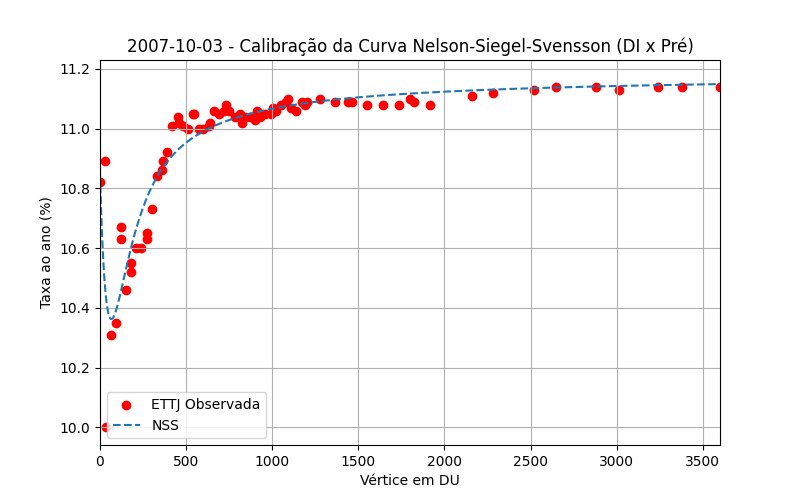 2007-10-03 - Calibração da Curva Nelson-Siegel-Svensson (DI x Pré)
Taxa ao ano (%)
11.2
11.0
10.8
10.6
10.4
10.2
10.0
ETTJ Observada
NSS
0 500 1000 1500 2000 2500 3000 3500
Vértice em DU